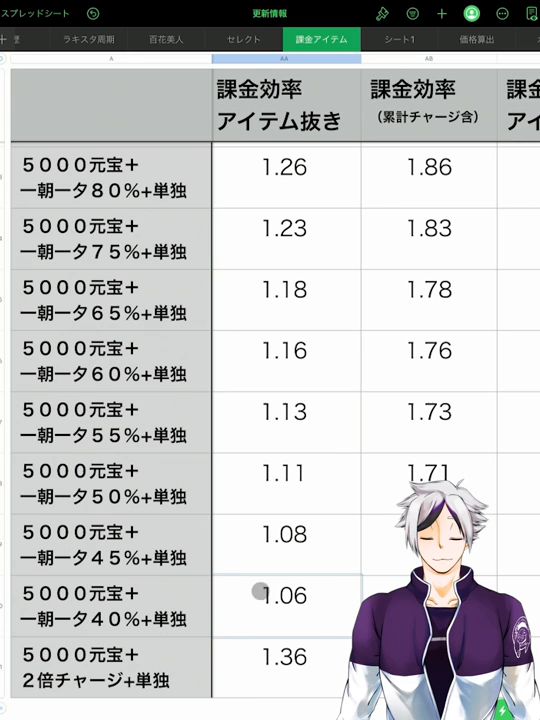 スプレッドシート
更新情報
ラキスタ周期
百花美人
セレクト
課金アイテム
シート1
価格算出
A
AA
AB
課金効率
アイテム抜き
課金効率
（累計チャージ含）
課金
アイ
５０００元宝＋
一朝一夕８０％+単独
1.26
1.86
５０００元宝＋
一朝一夕７５％+単独
1.23
1.83
５０００元宝＋
一朝一夕６５％+単独
1.18
1.78
５０００元宝＋
一朝一夕６０％+単独
1.16
1.76
５０００元宝＋
一朝一夕５５％+単独
1.13
1.73
５０００元宝＋
一朝一夕５０％+単独
1.11
1.71
５０００元宝＋
一朝一夕４５％+単独
1.08
５０００元宝＋
一朝一夕４０％+単独
1.06
５０００元宝＋
２倍チャージ+単独
1.36